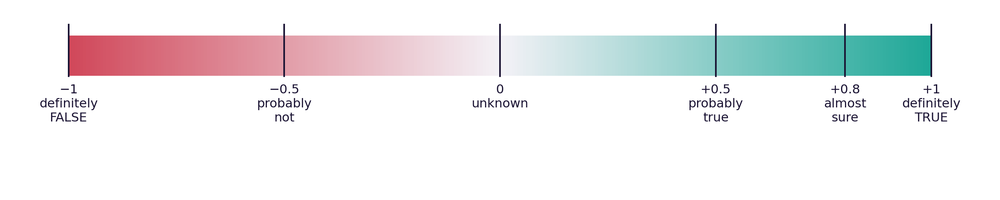 −1
definitely
FALSE
−0.5
probably
not
0
unknown
+0.5
probably
true
+0.8
almost
sure
+1
definitely
TRUE